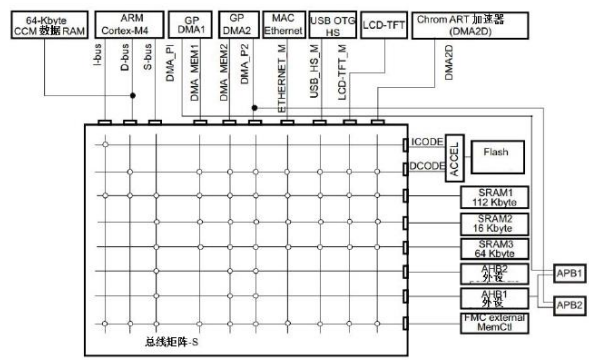 64-Kbyte
CCM 数据 RAM
ARM
Cortex-M4
GP
DMA1
GP
DMA2
MAC
Ethernet
USB OTG
HS
LCD-TFT
Chrom ART 加速器
(DMA2D)
I-bus
D-bus
S-bus
DMA_PI
DMA_MEM1
DMA_MEM2
DMA_P2
ETHERNET_M
USB_HS_M
LCD-TFT_M
DMA2D
ICODE
DCODE
ACCEL
Flash
SRAM1
112 Kbyte
SRAM2
16 Kbyte
SRAM3
64 Kbyte
AHB2
外设
AHB1
外设
FMC external
MemCtl
APB1
APB2
总线矩阵-S